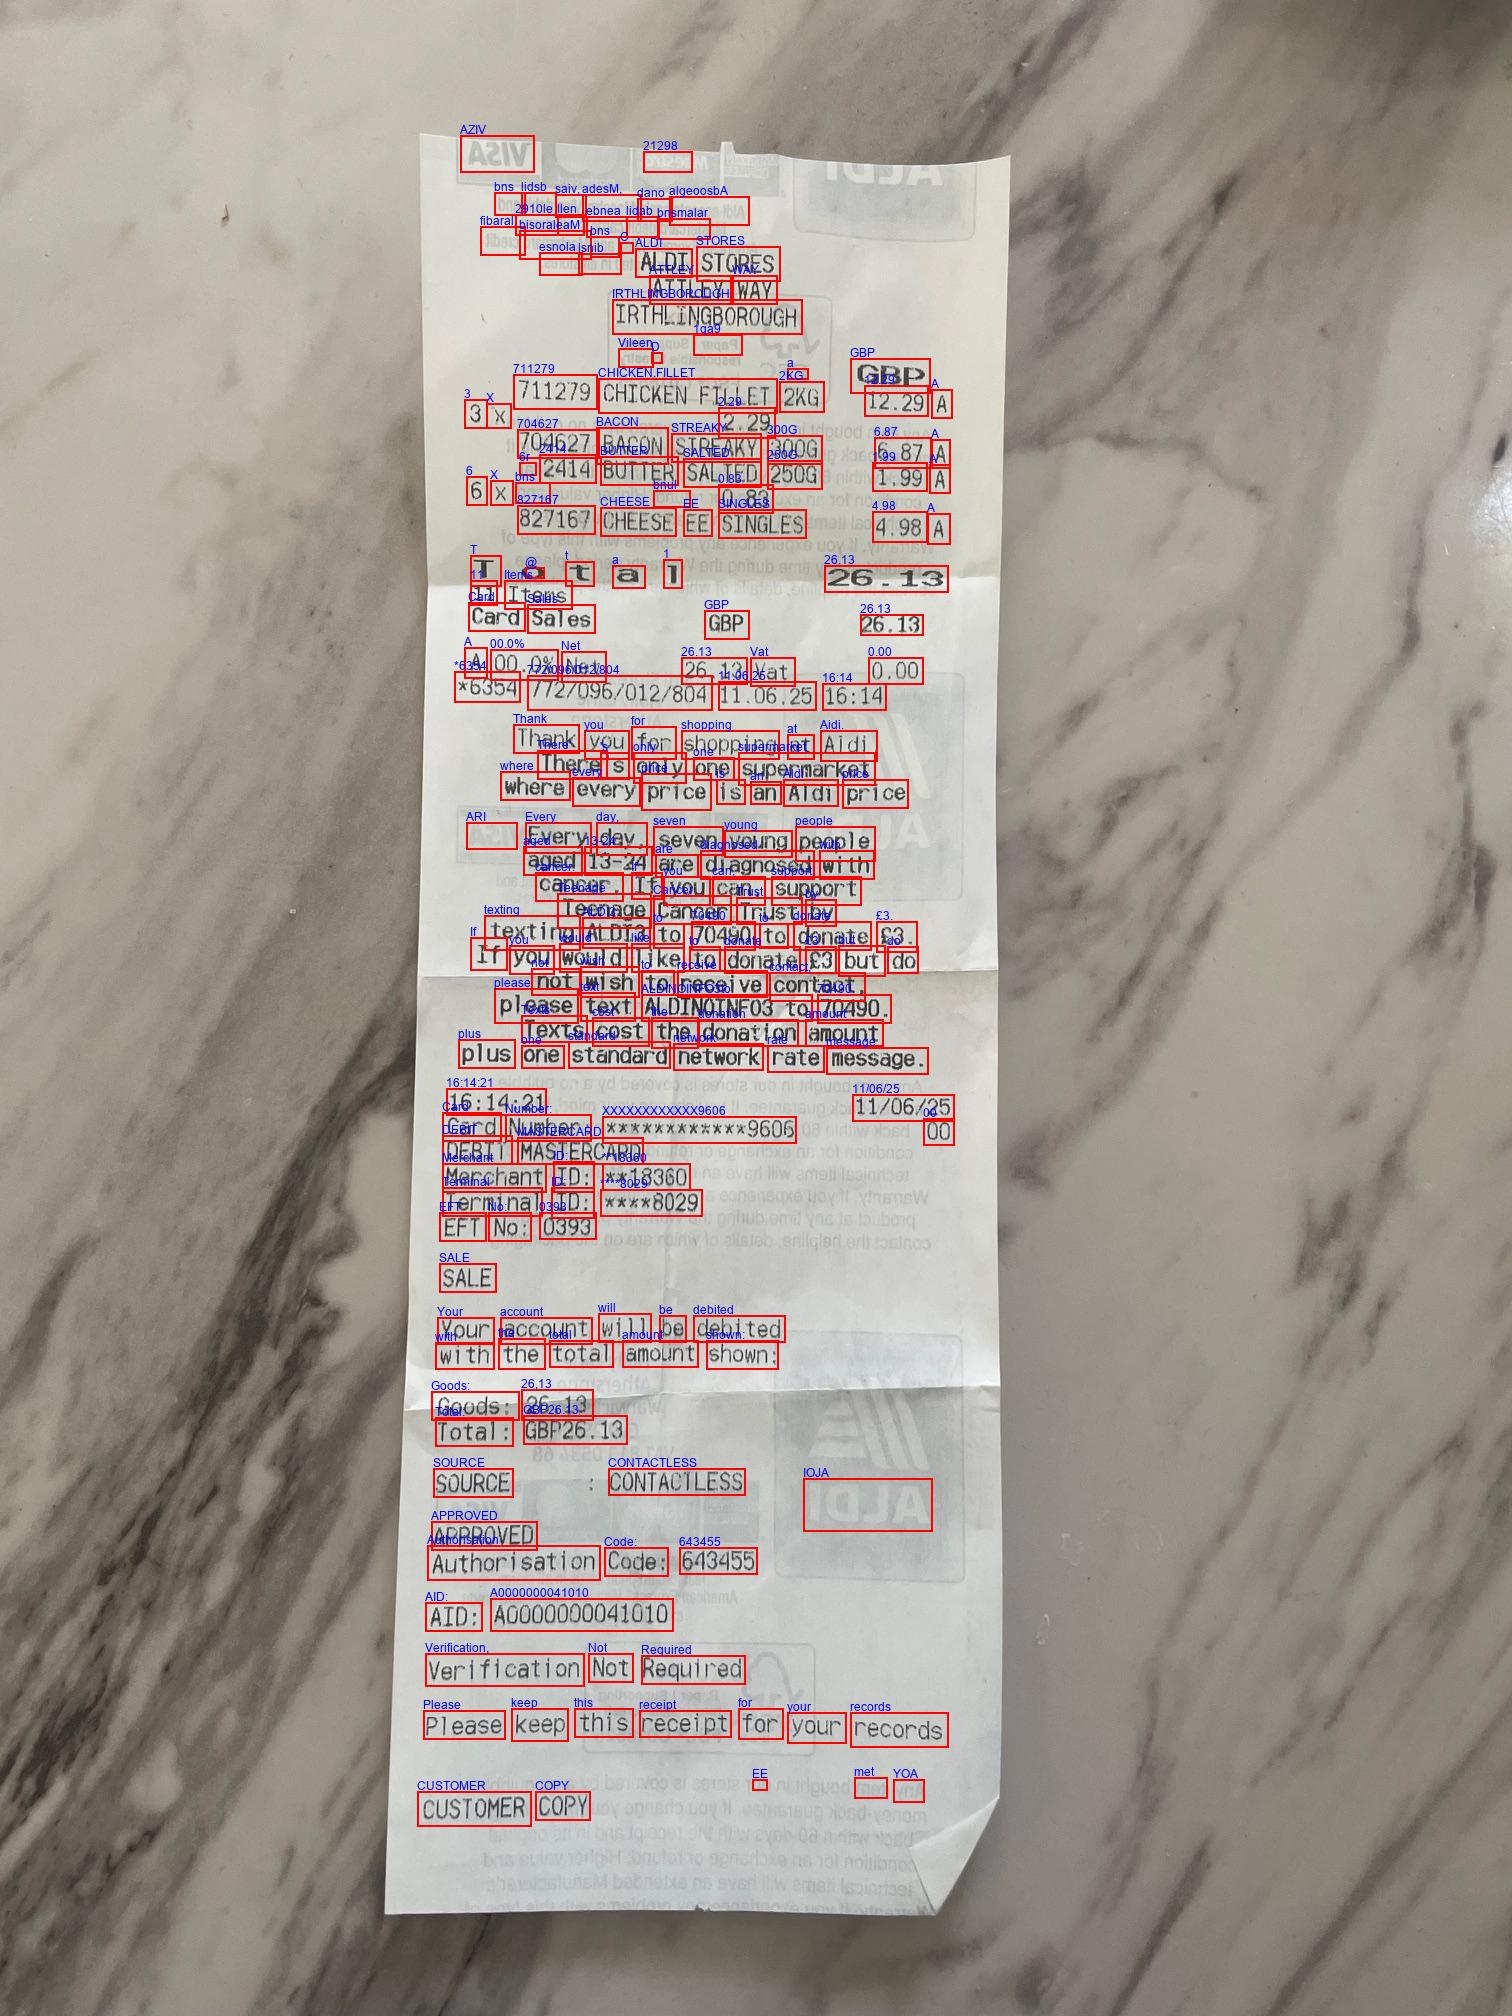 ALDI STORES
ATTLEY WAY
IRTHLINGBOROUGH
GBP
711279 CHICKEN FILLET 2KG 12.29 A
3 x 2.29
704627 BACON STREAKY 300G 6.87 A
2414 BUTTER SALTED 250G 1.99 A
6 x 0.83
827167 CHEESE EE SINGLES 4.98 A
Total 26.13
11 Items
Card Sales GBP 26.13
A 00.0% Net 26.13 Vat 0.00
*6354 772/096/012/804 11.06.25 16:14
Thank you for shopping at Aldi.
There's only one supermarket
where every price is an Aldi price
Every day, seven young people
aged 13-24 are diagnosed with
cancer. If you can, support
Teenage Cancer Trust by
texting ALDI3 to 70490 to donate £3.
If you would like to donate £3 but do
not wish to receive contact,
please text ALDINOINFO3 to 70490.
Texts cost the donation amount
plus one standard network rate message.
16:14:21 11/06/25
Card Number: ************9606 00
DEBIT MASTERCARD
Merchant ID: **18360
Terminal ID: ****8029
EFT No: 0393
SALE
Your account will be debited
with the total amount shown:
Goods: 26.13
Total: GBP26.13
SOURCE : CONTACTLESS
APPROVED
Authorisation Code: 643455
AID: A0000000041010
Verification Not Required
Please keep this receipt for your records
CUSTOMER COPY